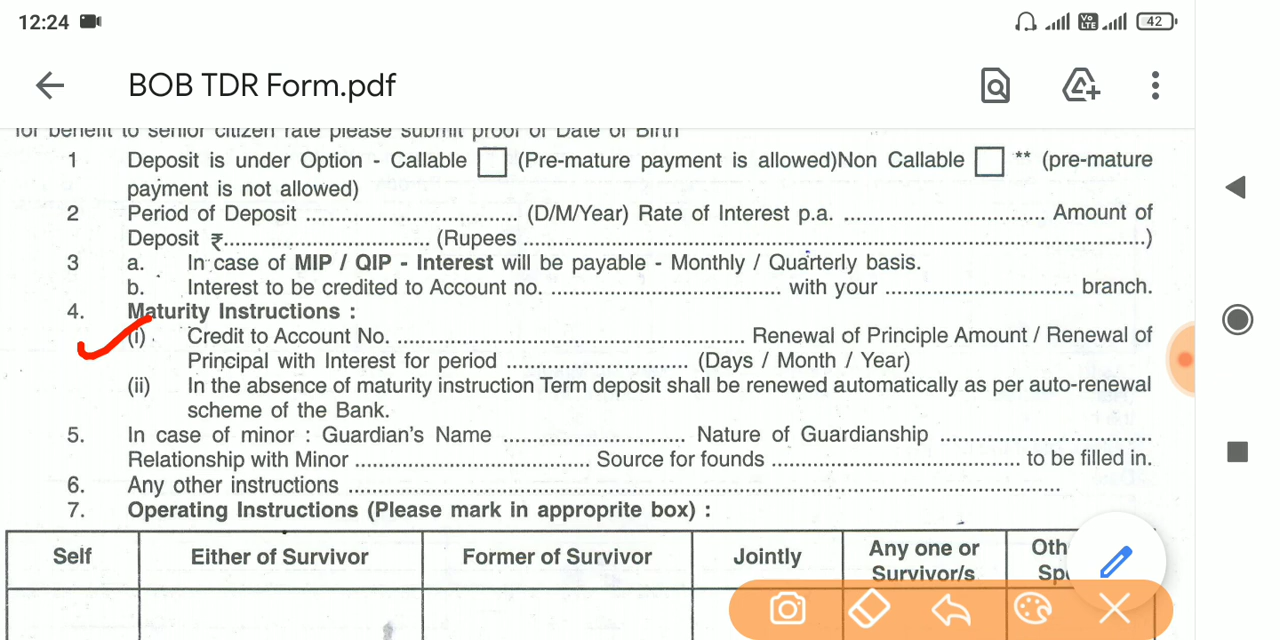 12:24
Vo LTE 42
BOB TDR Form.pdf
for benefit to senior citizen rate please submit proof of Date of Birth
1 Deposit is under Option - Callable (Pre-mature payment is allowed)Non Callable ** (pre-mature
payment is not allowed)
2 Period of Deposit .................................... (D/M/Year) Rate of Interest p.a. .................................. Amount of
Deposit ₹................................... (Rupees ...........................................................................................................)
3 a. In case of MIP / QIP - Interest will be payable - Monthly / Quarterly basis.
b. Interest to be credited to Account no. ....................................... with your ................................ branch.
4. Maturity Instructions :
(i) Credit to Account No. .......................................................... Renewal of Principle Amount / Renewal of
Principal with Interest for period ............................... (Days / Month / Year)
(ii) In the absence of maturity instruction Term deposit shall be renewed automatically as per auto-renewal
scheme of the Bank.
5. In case of minor : Guardian's Name ............................... Nature of Guardianship ....................................
Relationship with Minor ........................................ Source for founds .......................................... to be filled in.
6. Any other instructions ........................................................................................................................
7. Operating Instructions (Please mark in approprite box) :
Self Either of Survivor Former of Survivor Jointly Any one or Oth
Survivor/s Sp